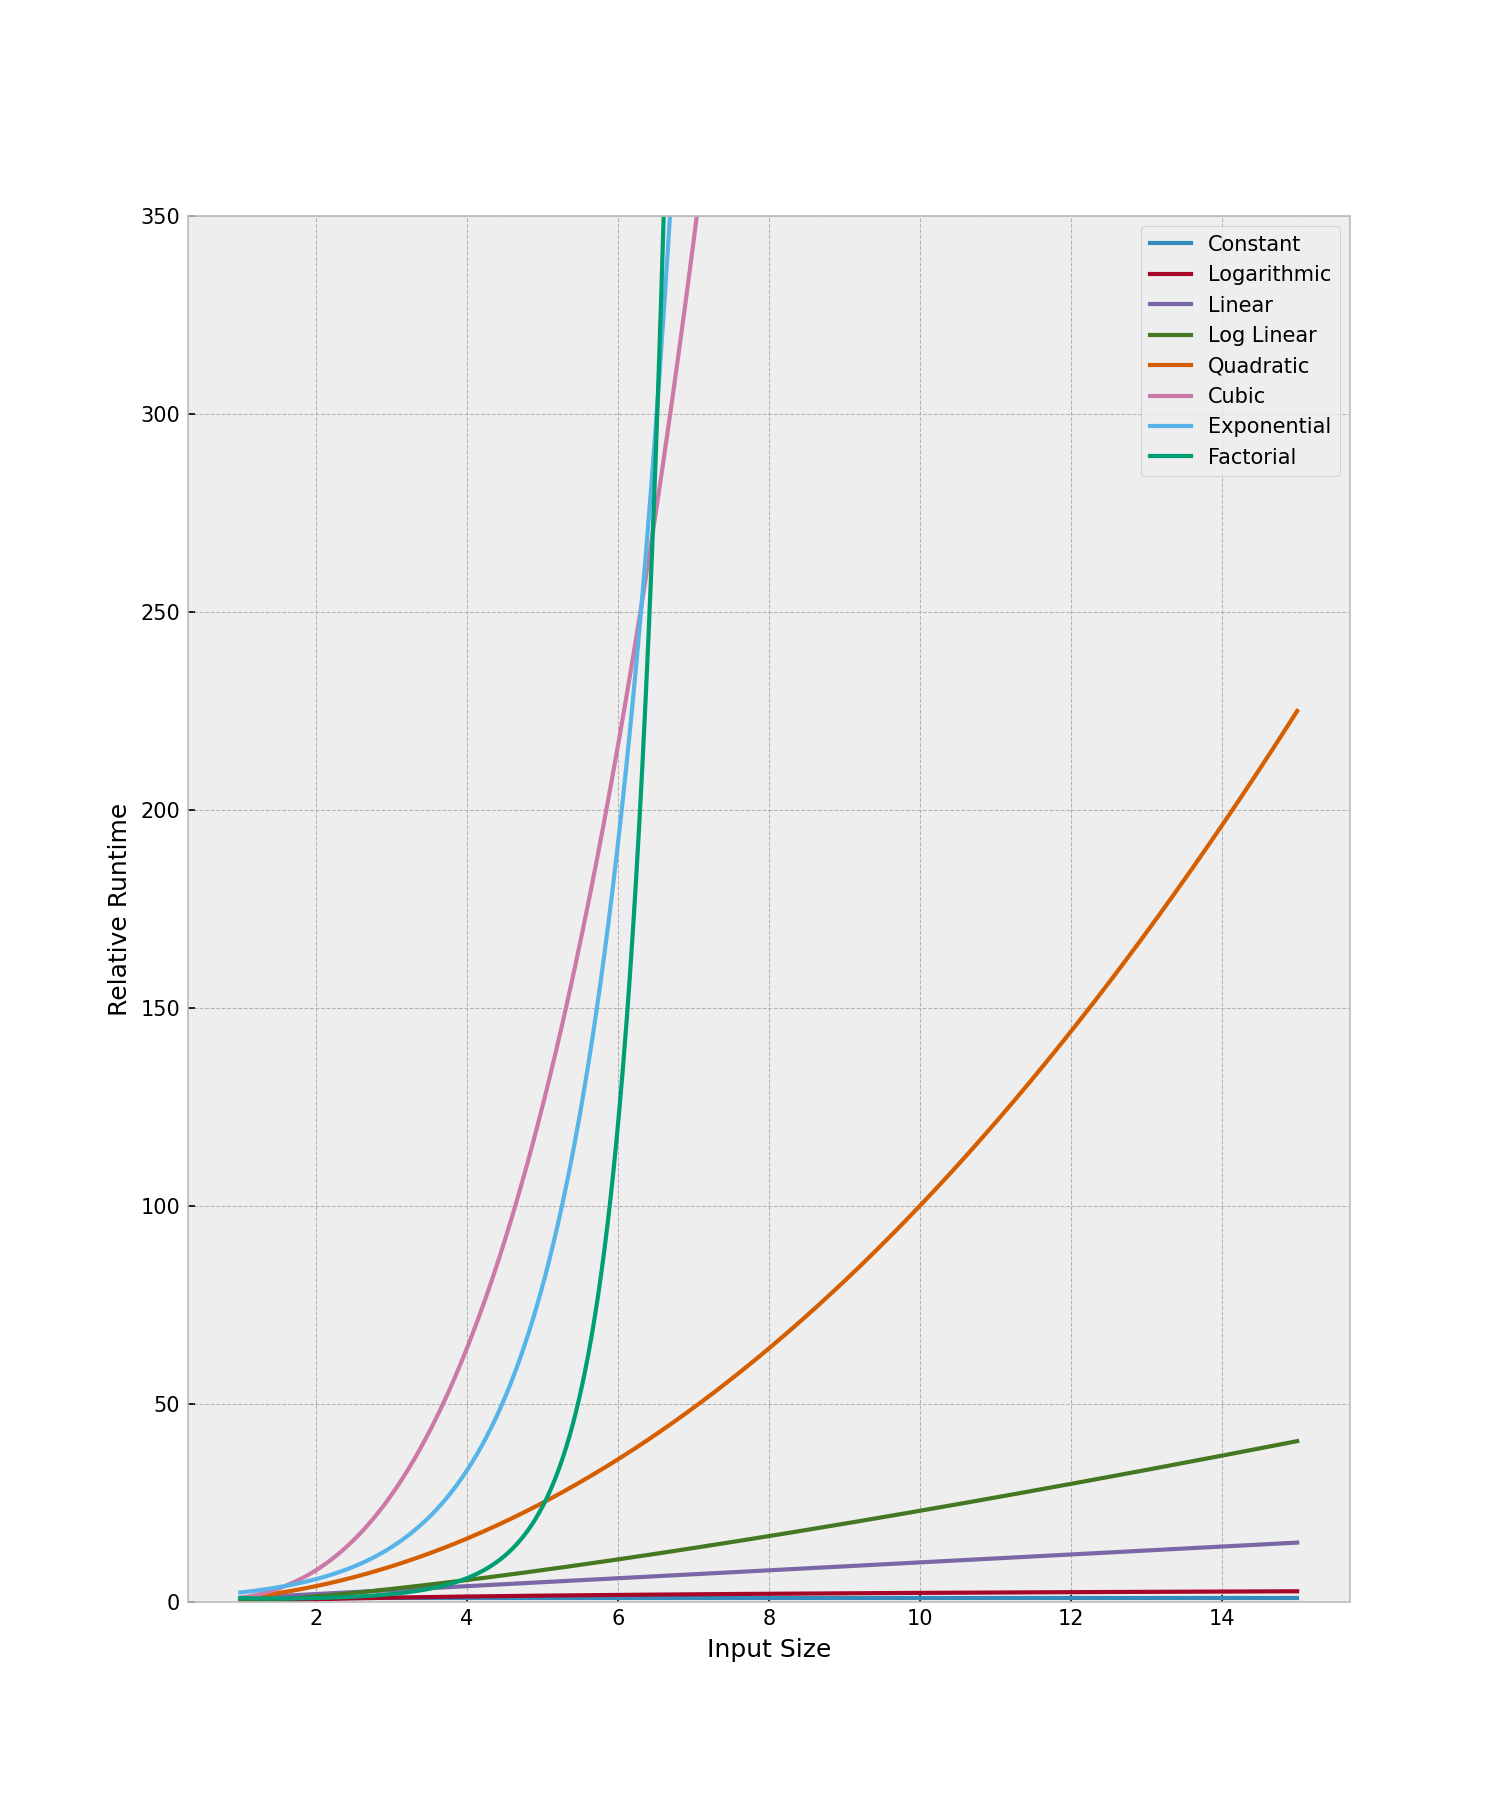 350
300
250
200
150
100
50
0
Relative Runtime
Constant
Logarithmic
Linear
Log Linear
Quadratic
Cubic
Exponential
Factorial
2 4 6 8 10 12 14
Input Size